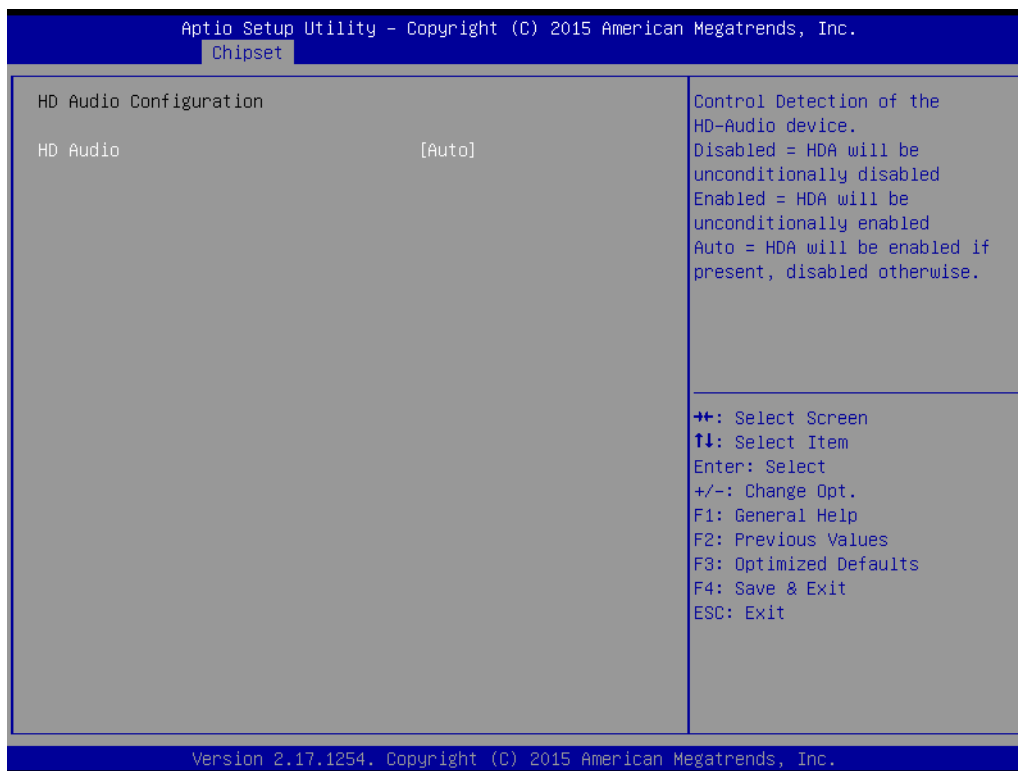 Aptio Setup Utility – Copyright (C) 2015 American Megatrends, Inc.
Chipset
HD Audio Configuration
HD Audio [Auto]
Control Detection of the
HD-Audio device.
Disabled = HDA will be
unconditionally disabled
Enabled = HDA will be
unconditionally enabled
Auto = HDA will be enabled if
present, disabled otherwise.
→←: Select Screen
↑↓: Select Item
Enter: Select
+/-: Change Opt.
F1: General Help
F2: Previous Values
F3: Optimized Defaults
F4: Save & Exit
ESC: Exit
Version 2.17.1254. Copyright (C) 2015 American Megatrends, Inc.